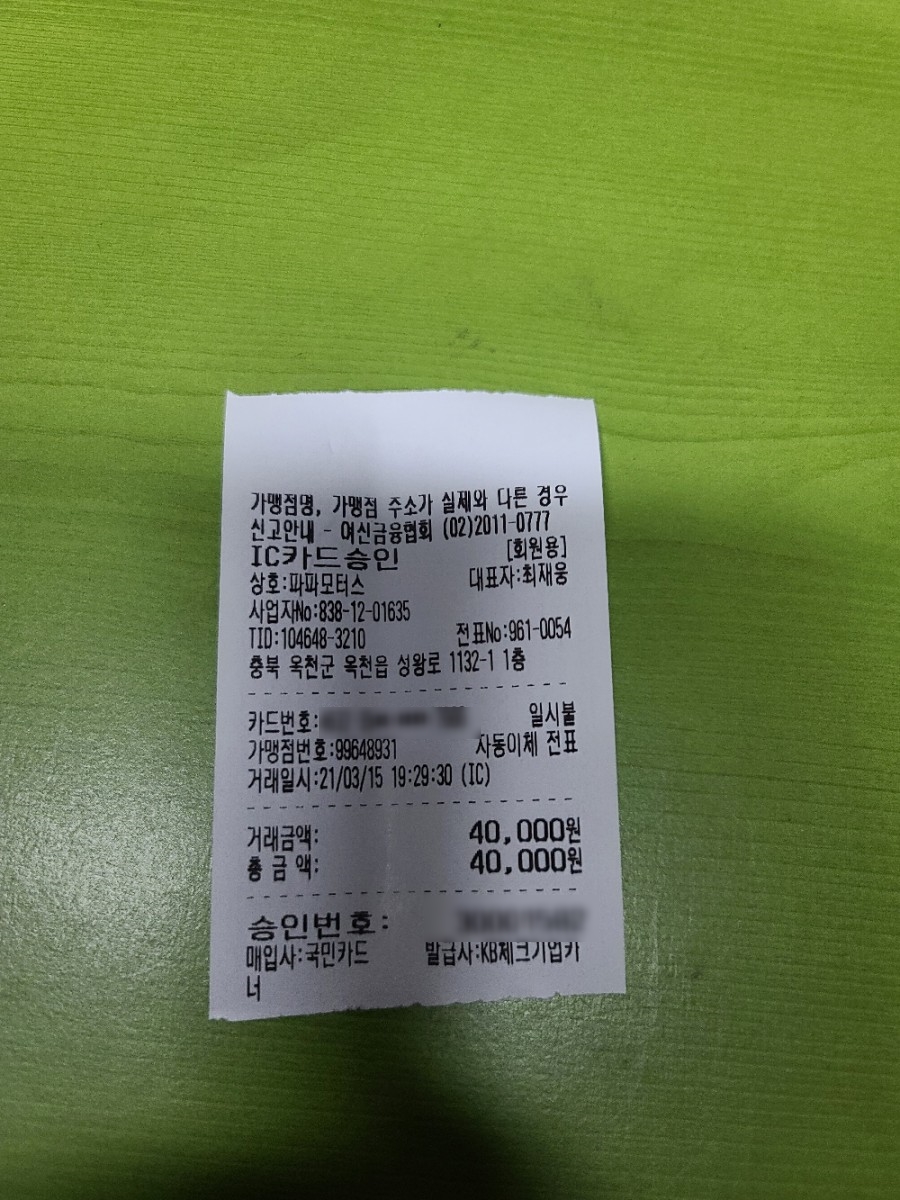 가맹점명, 가맹점 주소가 실제와 다른 경우
신고안내 - 여신금융협회 (02)2011-0777
IC카드승인 [회원용]
상호:파파모터스 대표자:최재웅
사업자No:838-12-01635
TID:104648-3210 전표No:961-0054
충북 옥천군 옥천읍 성왕로 1132-1 1층
카드번호: 일시불
가맹점번호:99648931 자동이체 전표
거래일시:21/03/15 19:29:30 (IC)
거래금액: 40,000원
총 금 액: 40,000원
승인번호:
매입사:국민카드 발급사:KB체크기업카
너